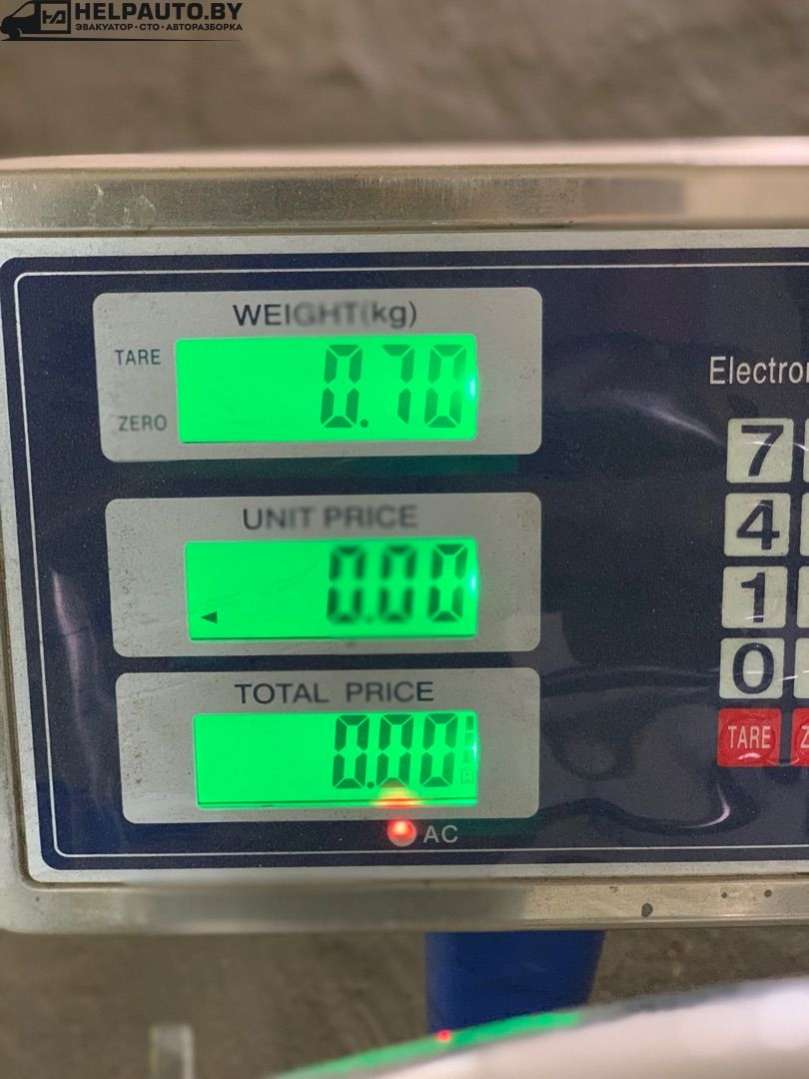 HELPAUTO.BY
ЭВАКУАТОР · СТО · АВТОРАЗБОРКА
WEIGHT(kg)
TARE
0.70
ZERO
Electro
7
UNIT PRICE
4
0.00
1
TOTAL PRICE
0
0.00
TARE
Z
AC